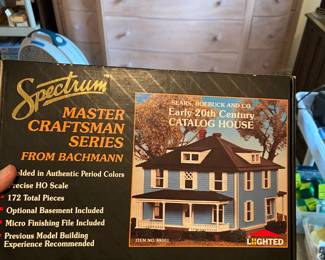 Spectrum
MASTER
CRAFTSMAN
SERIES
FROM BACHMANN
Molded in Authentic Period Colors
Precise HO Scale
• 172 Total Pieces
• Optional Basement Included
• Micro Finishing File Included
• Previous Model Building
Experience Recommended
SEARS, ROEBUCK AND CO.
Early 20th Century
CATALOG HOUSE
LIGHTED